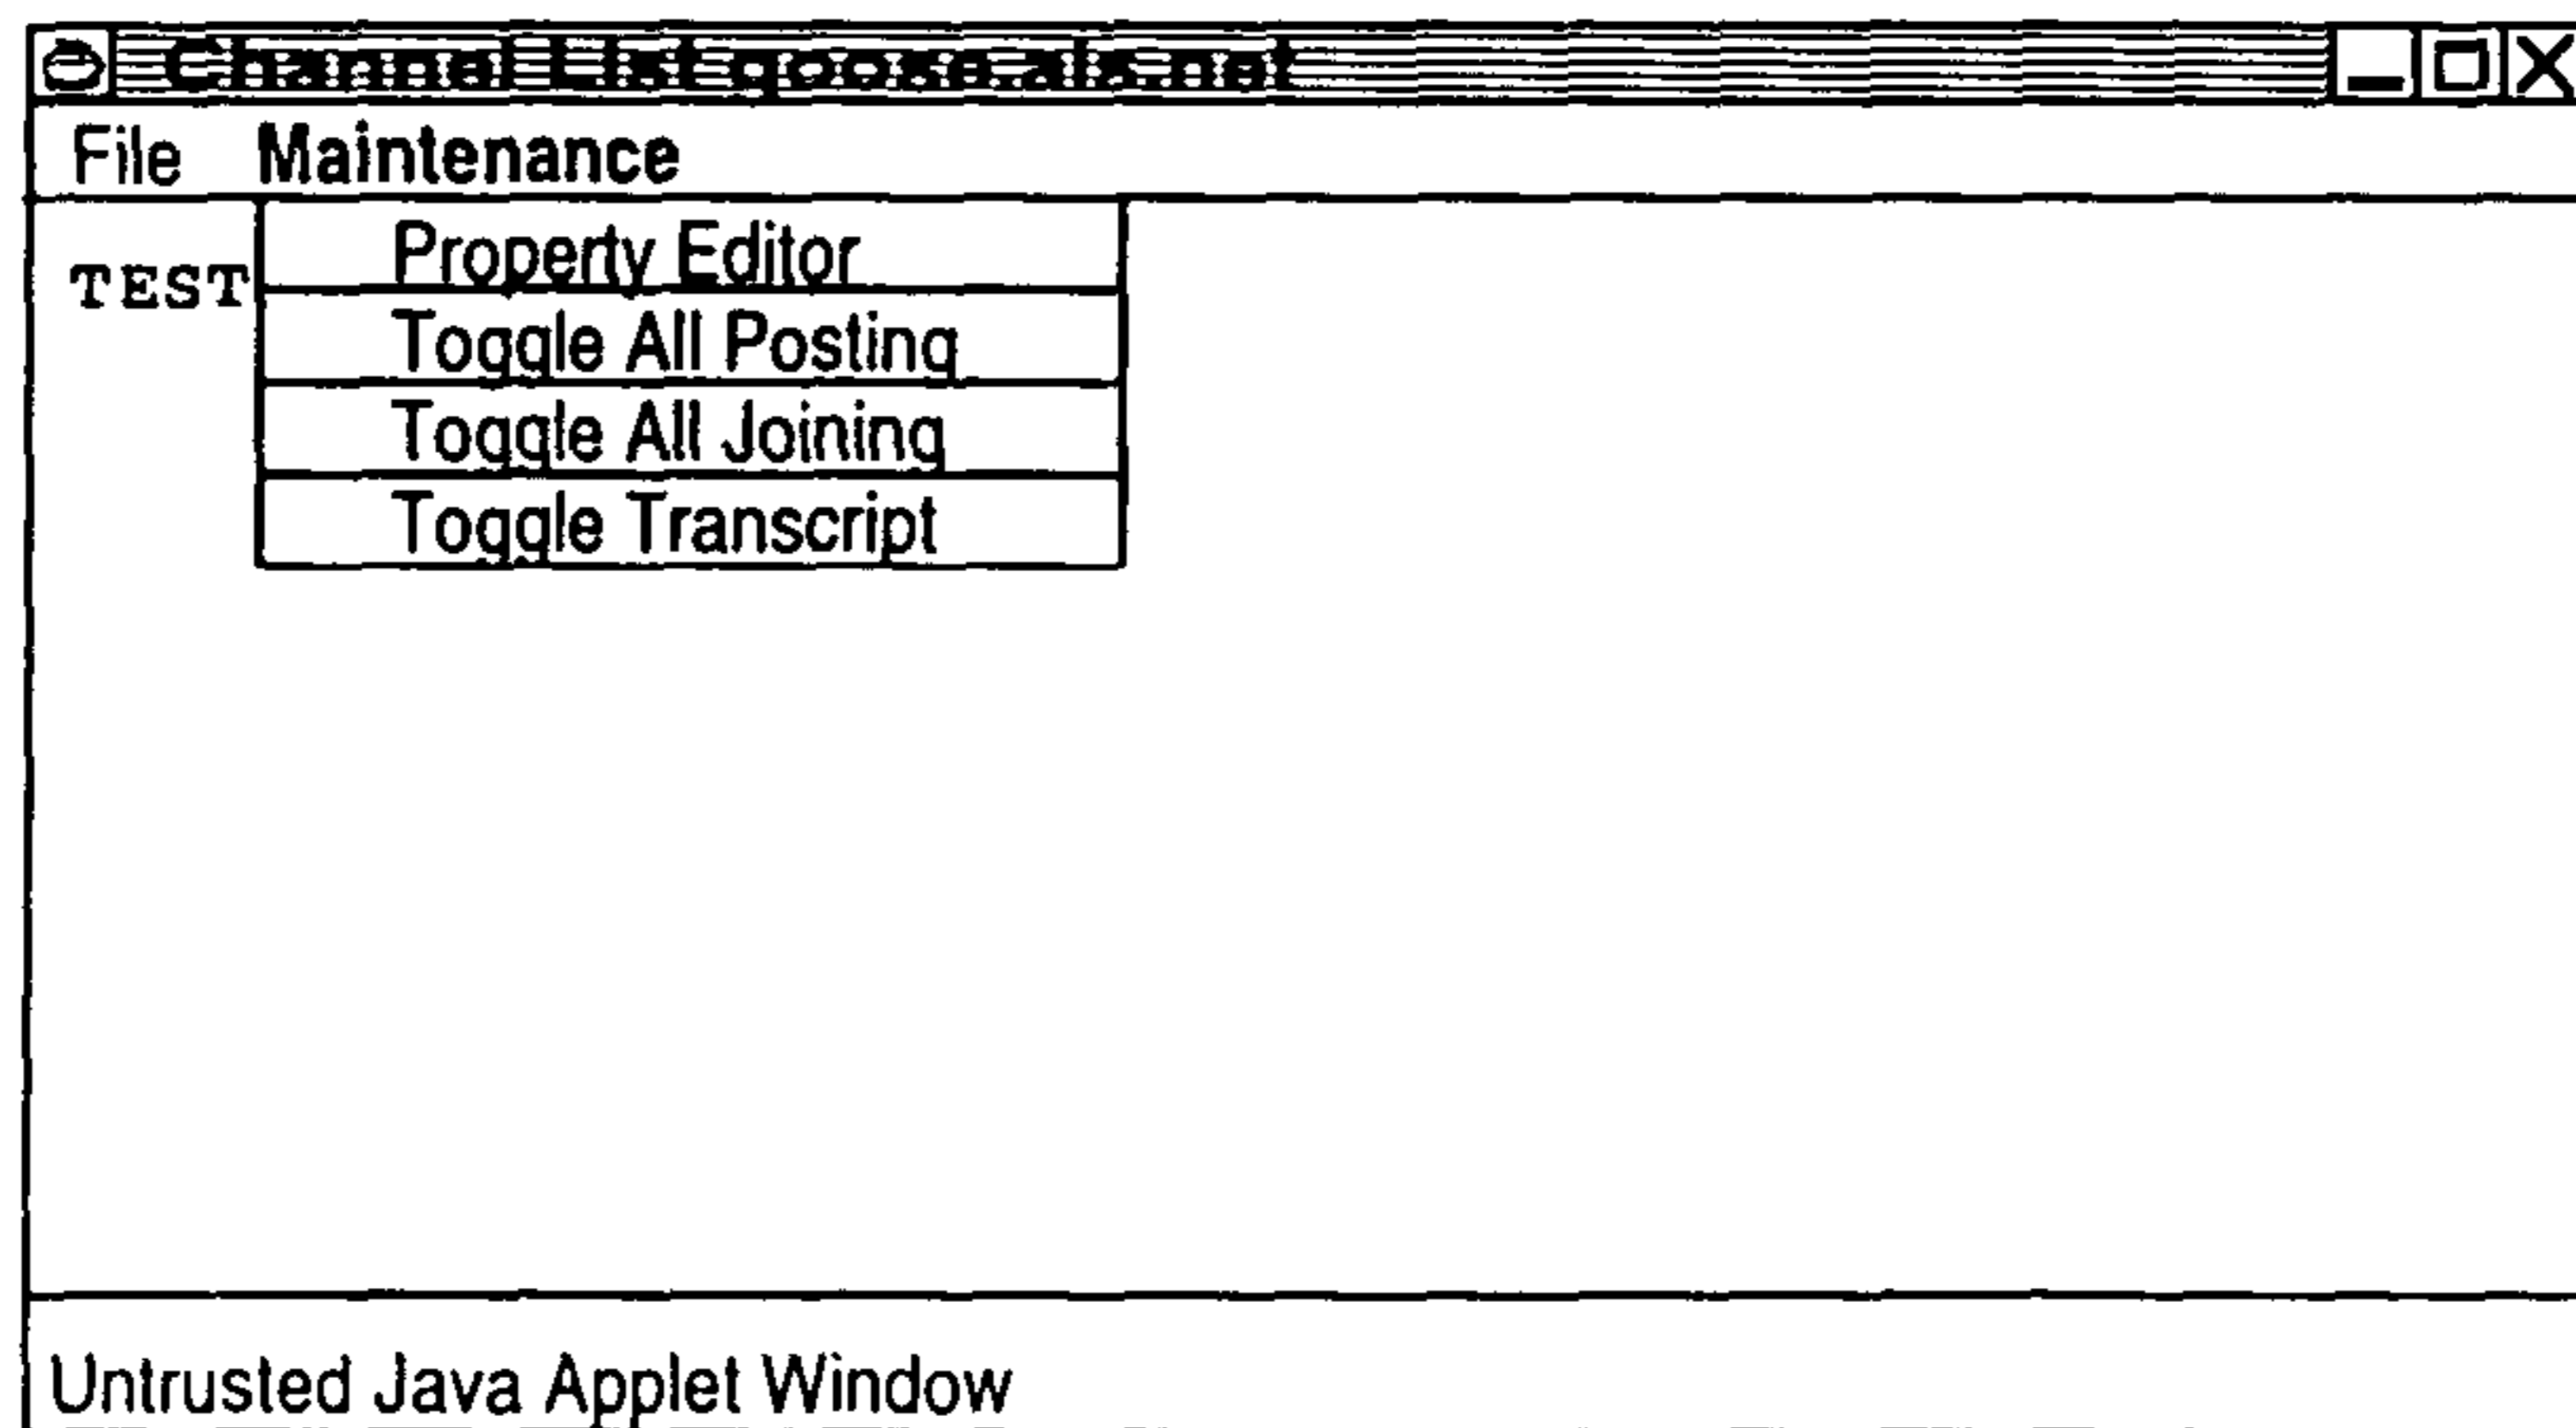 Channel List goose.als.net
File Maintenance
TEST
Property Editor
Toggle All Posting
Toggle All Joining
Toggle Transcript
Untrusted Java Applet Window